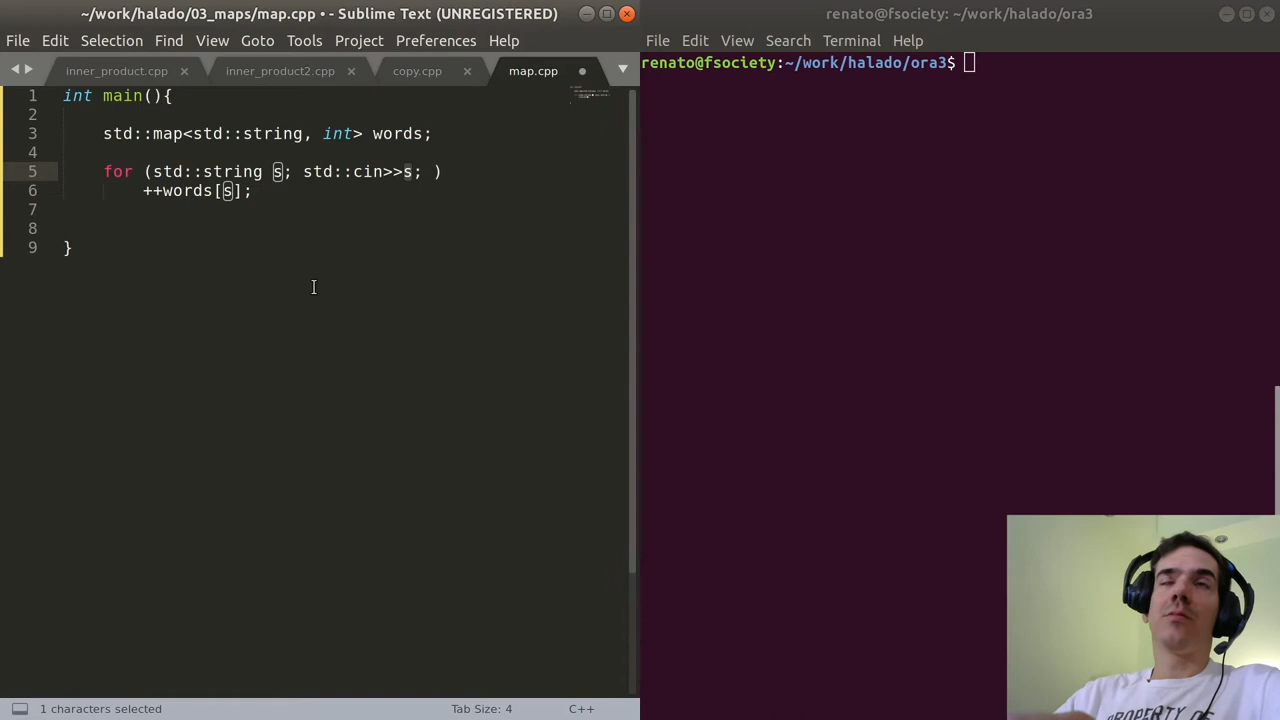 ~/work/halado/03_maps/map.cpp • - Sublime Text (UNREGISTERED)
File Edit Selection Find View Goto Tools Project Preferences Help
inner_product.cpp inner_product2.cpp copy.cpp map.cpp
1 int main(){
2
3 std::map<std::string, int> words;
4
5 for (std::string s; std::cin>>s; )
6 ++words[s];
7
8
9 }
1 characters selected Tab Size: 4 C++
renato@fsociety: ~/work/halado/ora3
File Edit View Search Terminal Help
renato@fsociety:~/work/halado/ora3$
PROPERTY OF